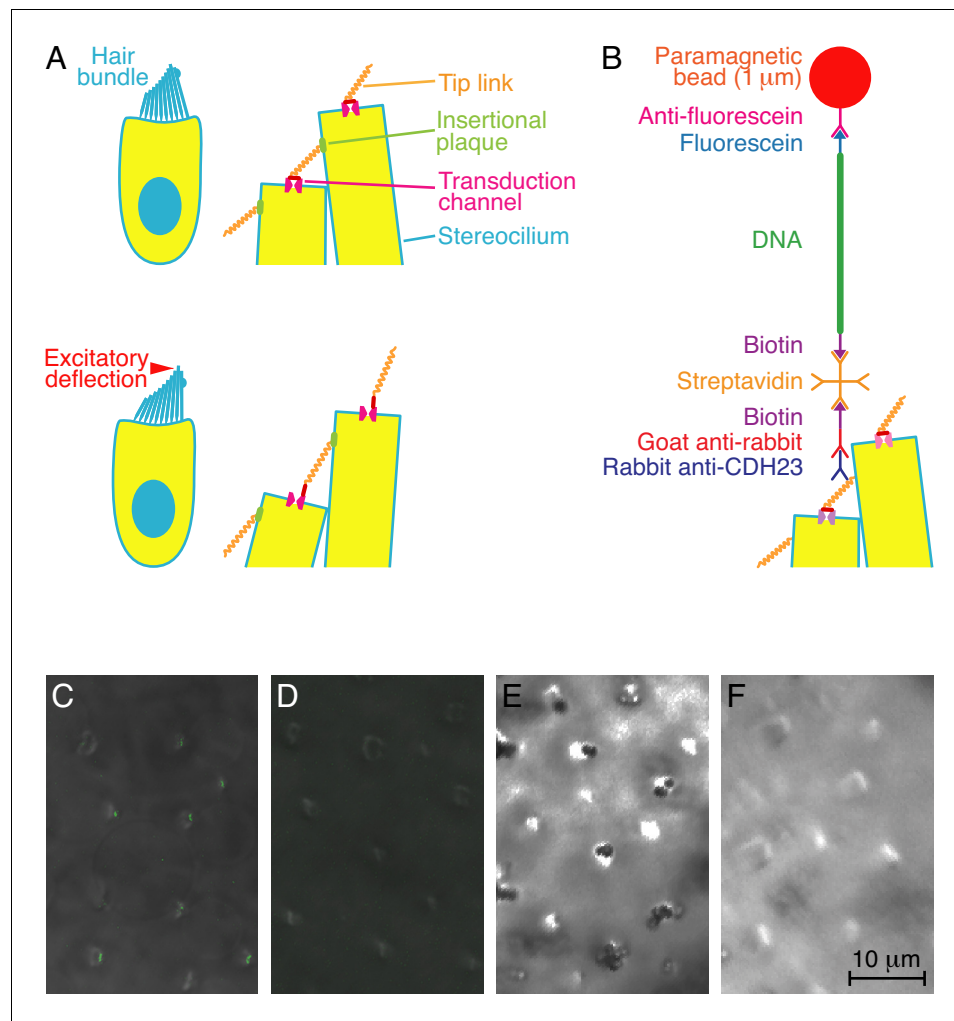 A
Hair
bundle
Tip link
Insertional
plaque
Transduction
channel
Stereocilium
Excitatory
deflection
B
Paramagnetic
bead (1 µm)
Anti-fluorescein
Fluorescein
DNA
Biotin
Streptavidin
Biotin
Goat anti-rabbit
Rabbit anti-CDH23
C
D
E
F
10 µm